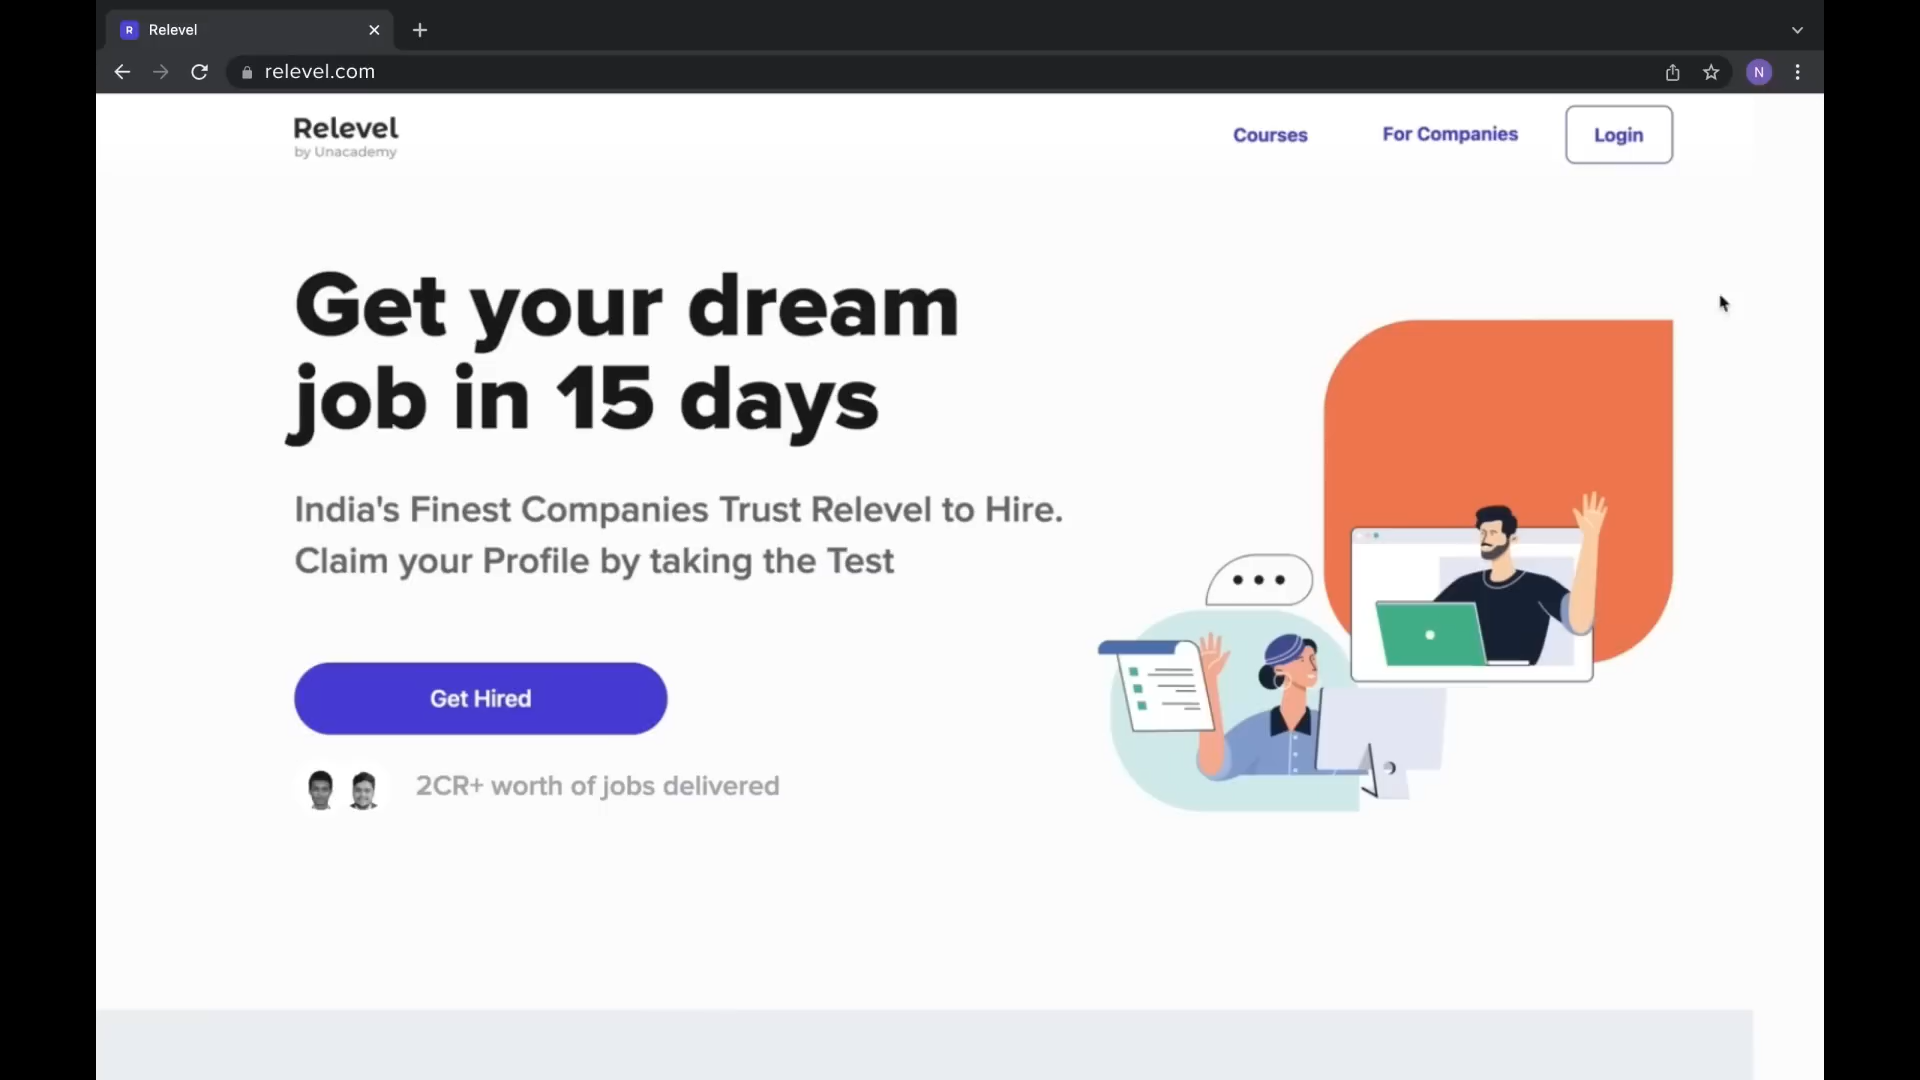 R Relevel
relevel.com
N
Relevel
by Unacademy
Courses
For Companies
Login
Get your dream
job in 15 days
India's Finest Companies Trust Relevel to Hire.
Claim your Profile by taking the Test
Get Hired
2CR+ worth of jobs delivered